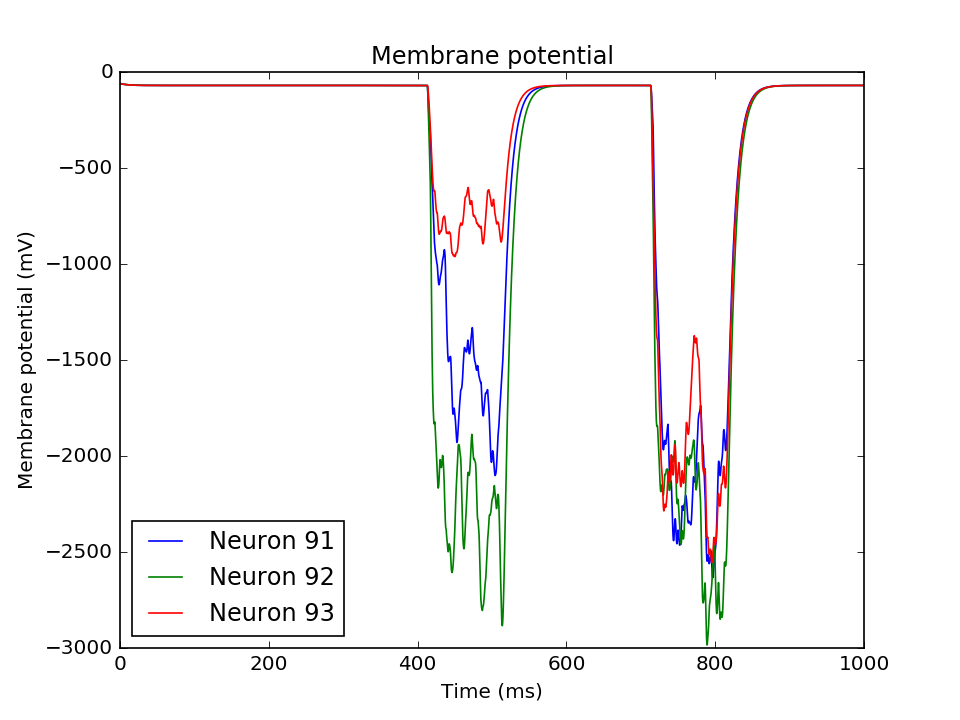 Membrane potential
Membrane potential (mV)
0
−500
−1000
−1500
−2000
−2500
−3000
Neuron 91
Neuron 92
Neuron 93
0 200 400 600 800 1000
Time (ms)